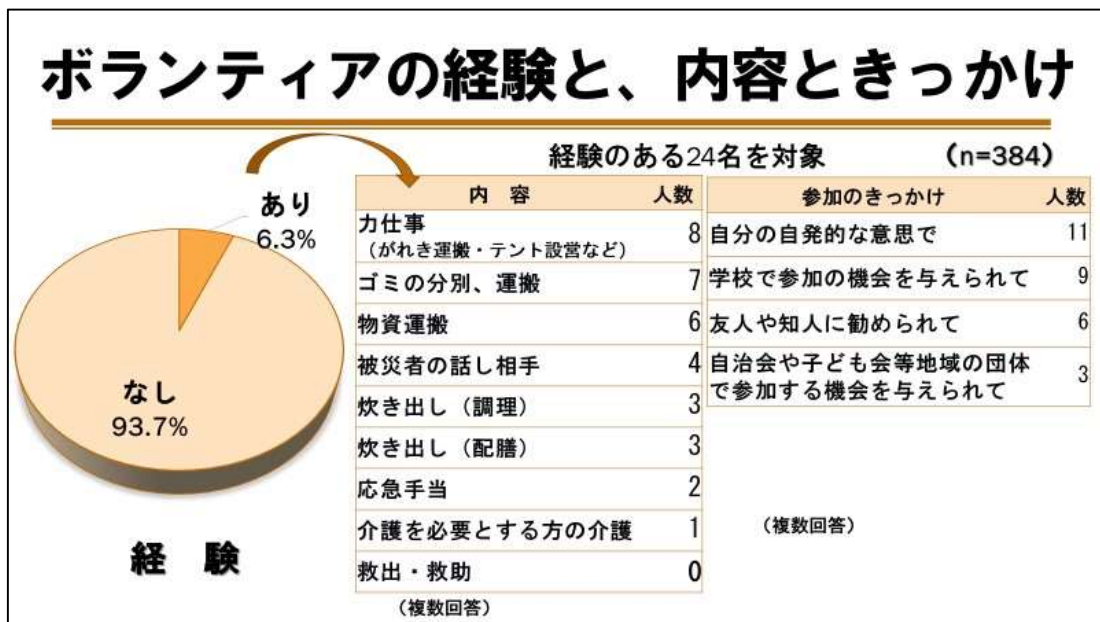 ボランティアの経験と、内容ときっかけ
経験のある24名を対象 (n=384)
あり
6.3%
なし
93.7%
経 験
内 容 人数
力仕事
(がれき運搬・テント設営など) 8
ゴミの分別、運搬 7
物資運搬 6
被災者の話し相手 4
炊き出し(調理) 3
炊き出し(配膳) 3
応急手当 2
介護を必要とする方の介護 1
救出・救助 0
(複数回答)
参加のきっかけ 人数
自分の自発的な意思で 11
学校で参加の機会を与えられて 9
友人や知人に勧められて 6
自治会や子ども会等地域の団体
で参加する機会を与えられて 3
(複数回答)